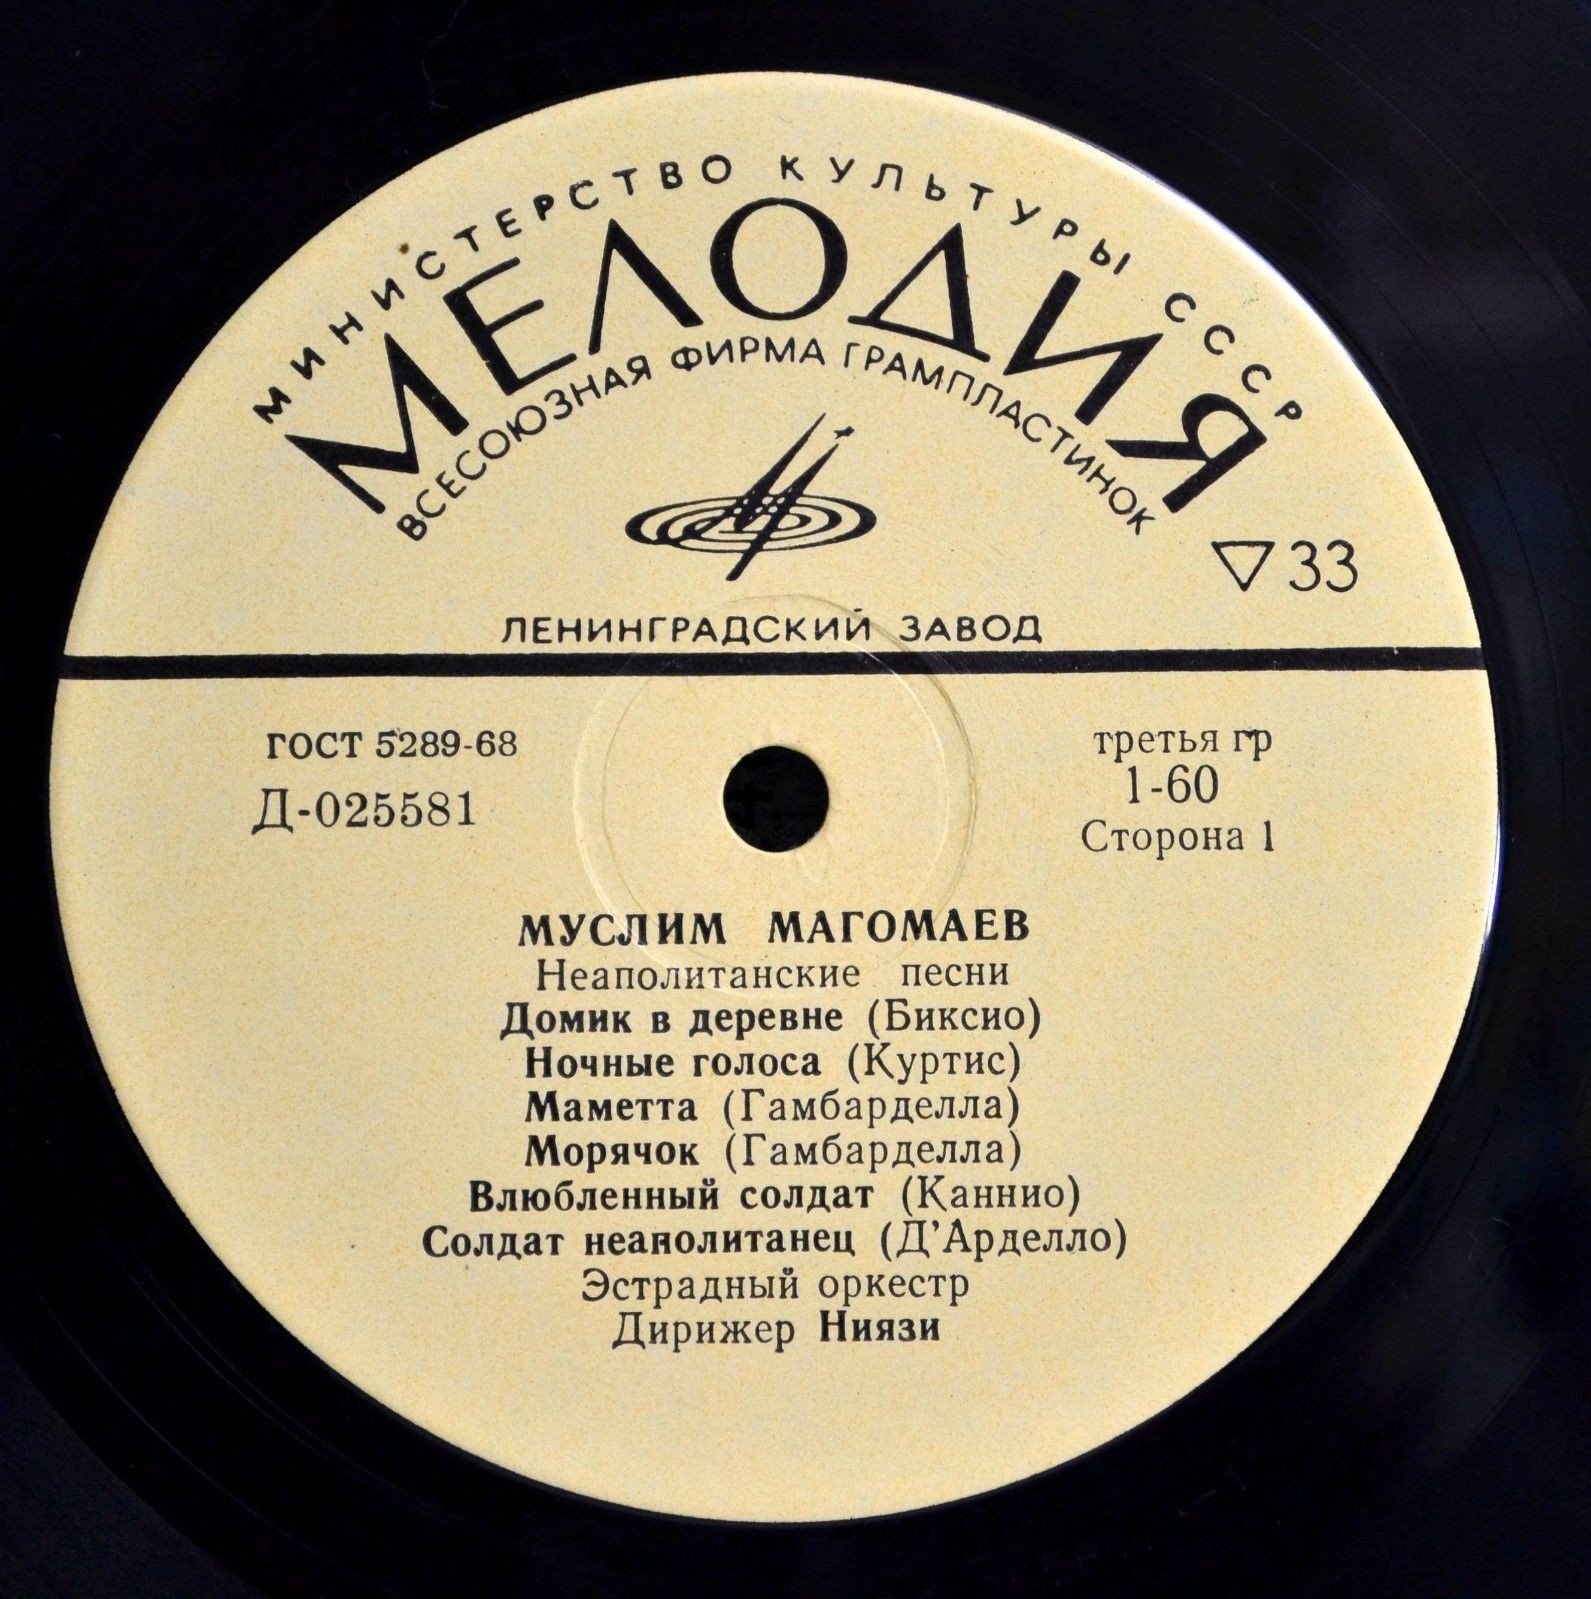 МИНИСТЕРСТВО КУЛЬТУРЫ СССР
МЕЛОДИЯ
ВСЕСОЮЗНАЯ ФИРМА ГРАМПЛАСТИНОК
▽ 33
ЛЕНИНГРАДСКИЙ ЗАВОД
ГОСТ 5289-68
Д-025581
третья гр
1-60
Сторона 1
МУСЛИМ МАГОМАЕВ
Неаполитанские песни
Домик в деревне (Биксио)
Ночные голоса (Куртис)
Маметта (Гамбарделла)
Морячок (Гамбарделла)
Влюбленный солдат (Каннио)
Солдат неаполитанец (Д'Арделло)
Эстрадный оркестр
Дирижер Ниязи